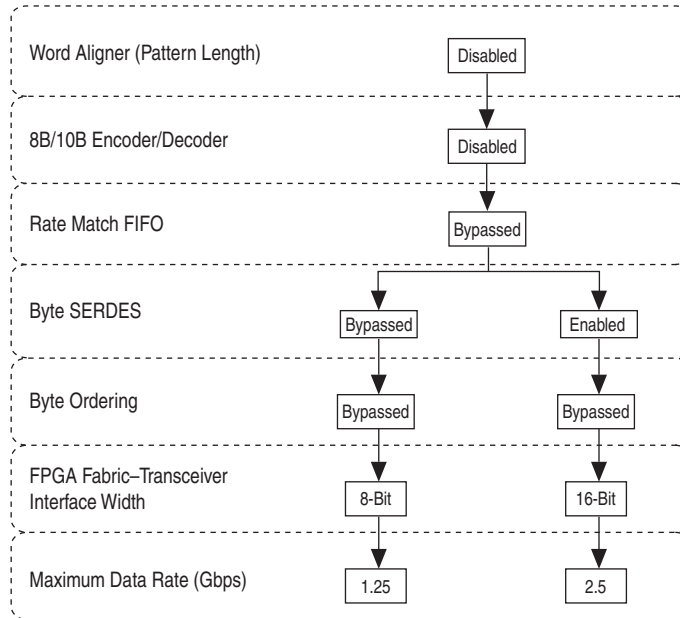 Word Aligner (Pattern Length)
Disabled
8B/10B Encoder/Decoder
Disabled
Rate Match FIFO
Bypassed
Byte SERDES
Bypassed
Enabled
Byte Ordering
Bypassed
Bypassed
FPGA Fabric–Transceiver
Interface Width
8-Bit
16-Bit
Maximum Data Rate (Gbps)
1.25
2.5